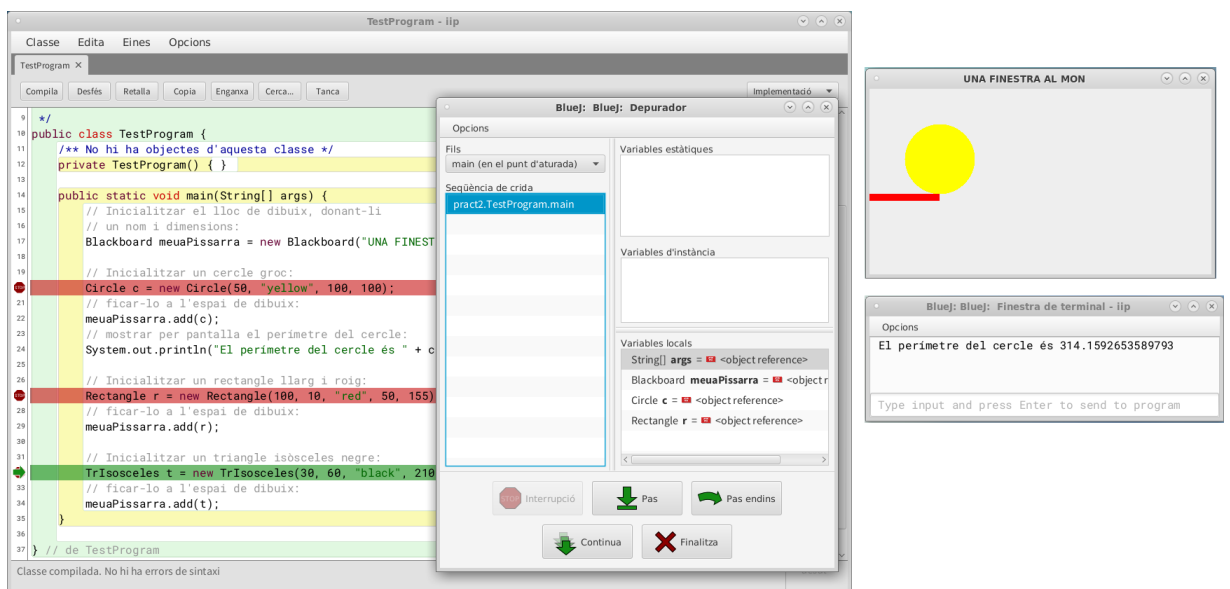 TestProgram - iip
Classe Edita Eines Opcions
TestProgram ×
Compila Desfés Retalla Copia Enganxa Cerca... Tanca Implementació
9 */
10 public class TestProgram {
11 /** No hi ha objectes d'aquesta classe */
12 private TestProgram() { }
13
14 public static void main(String[] args) {
15 // Inicialitzar el lloc de dibuix, donant-li
16 // un nom i dimensions:
17 Blackboard meuaPissarra = new Blackboard("UNA FINEST
18
19 // Inicialitzar un cercle groc:
Circle c = new Circle(50, "yellow", 100, 100);
21 // ficar-lo a l'espai de dibuix:
22 meuaPissarra.add(c);
23 // mostrar per pantalla el perímetre del cercle:
24 System.out.println("El perímetre del cercle és " + c
25
26 // Inicialitzar un rectangle llarg i roig:
Rectangle r = new Rectangle(100, 10, "red", 50, 155)
28 // ficar-lo a l'espai de dibuix:
29 meuaPissarra.add(r);
30
31 // Inicialitzar un triangle isòsceles negre:
TrIsosceles t = new TrIsosceles(30, 60, "black", 210
33 // ficar-lo a l'espai de dibuix:
34 meuaPissarra.add(t);
35 }
36
37 } // de TestProgram
Classe compilada. No hi ha errors de sintaxi
BlueJ: BlueJ: Depurador
Opcions
Fils
main (en el punt d'aturada)
Seqüència de crida
pract2.TestProgram.main
Variables estàtiques
Variables d'instància
Variables locals
String[] args = <object reference>
Blackboard meuaPissarra = <object r
Circle c = <object reference>
Rectangle r = <object reference>
STOP Interrupció
Pas
Pas endins
Continua
Finalitza
UNA FINESTRA AL MON
BlueJ: BlueJ: Finestra de terminal - iip
Opcions
El perímetre del cercle és 314.1592653589793
Type input and press Enter to send to program